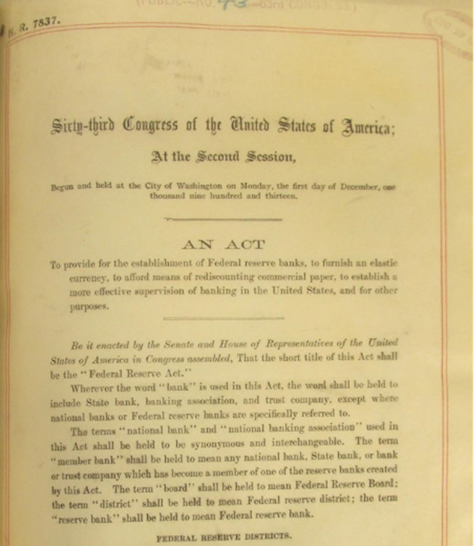 H. R. 7837.
Sixty-third Congress of the United States of America;
At the Second Session,
Begun and held at the City of Washington on Monday, the first day of December, one
thousand nine hundred and thirteen.
AN ACT
To provide for the establishment of Federal reserve banks, to furnish an elastic
currency, to afford means of rediscounting commercial paper, to establish a
more effective supervision of banking in the United States, and for other
purposes.
Be it enacted by the Senate and House of Representatives of the United
States of America in Congress assembled, That the short title of this Act shall
be the "Federal Reserve Act."
Wherever the word "bank" is used in this Act, the word shall be held to
include State bank, banking association, and trust company, except where
national banks or Federal reserve banks are specifically referred to.
The terms "national bank" and "national banking association" used in
this Act shall be held to be synonymous and interchangeable. The term
"member bank" shall be held to mean any national bank, State bank, or bank
or trust company which has become a member of one of the reserve banks created
by this Act. The term "board" shall be held to mean Federal Reserve Board;
the term "district" shall be held to mean Federal reserve district; the term
"reserve bank" shall be held to mean Federal reserve bank.
FEDERAL RESERVE DISTRICTS.